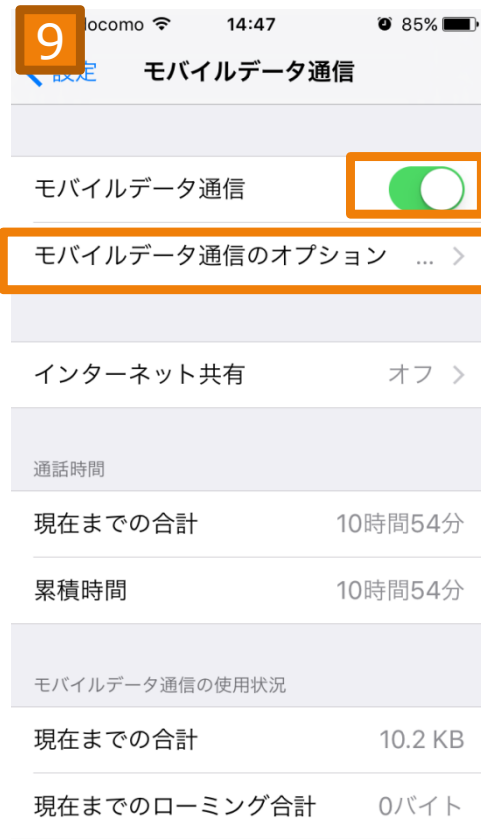 9
docomo 14:47 85%
設定 モバイルデータ通信
モバイルデータ通信
モバイルデータ通信のオプション ...
インターネット共有 オフ
通話時間
現在までの合計 10時間54分
累積時間 10時間54分
モバイルデータ通信の使用状況
現在までの合計 10.2 KB
現在までのローミング合計 0バイト